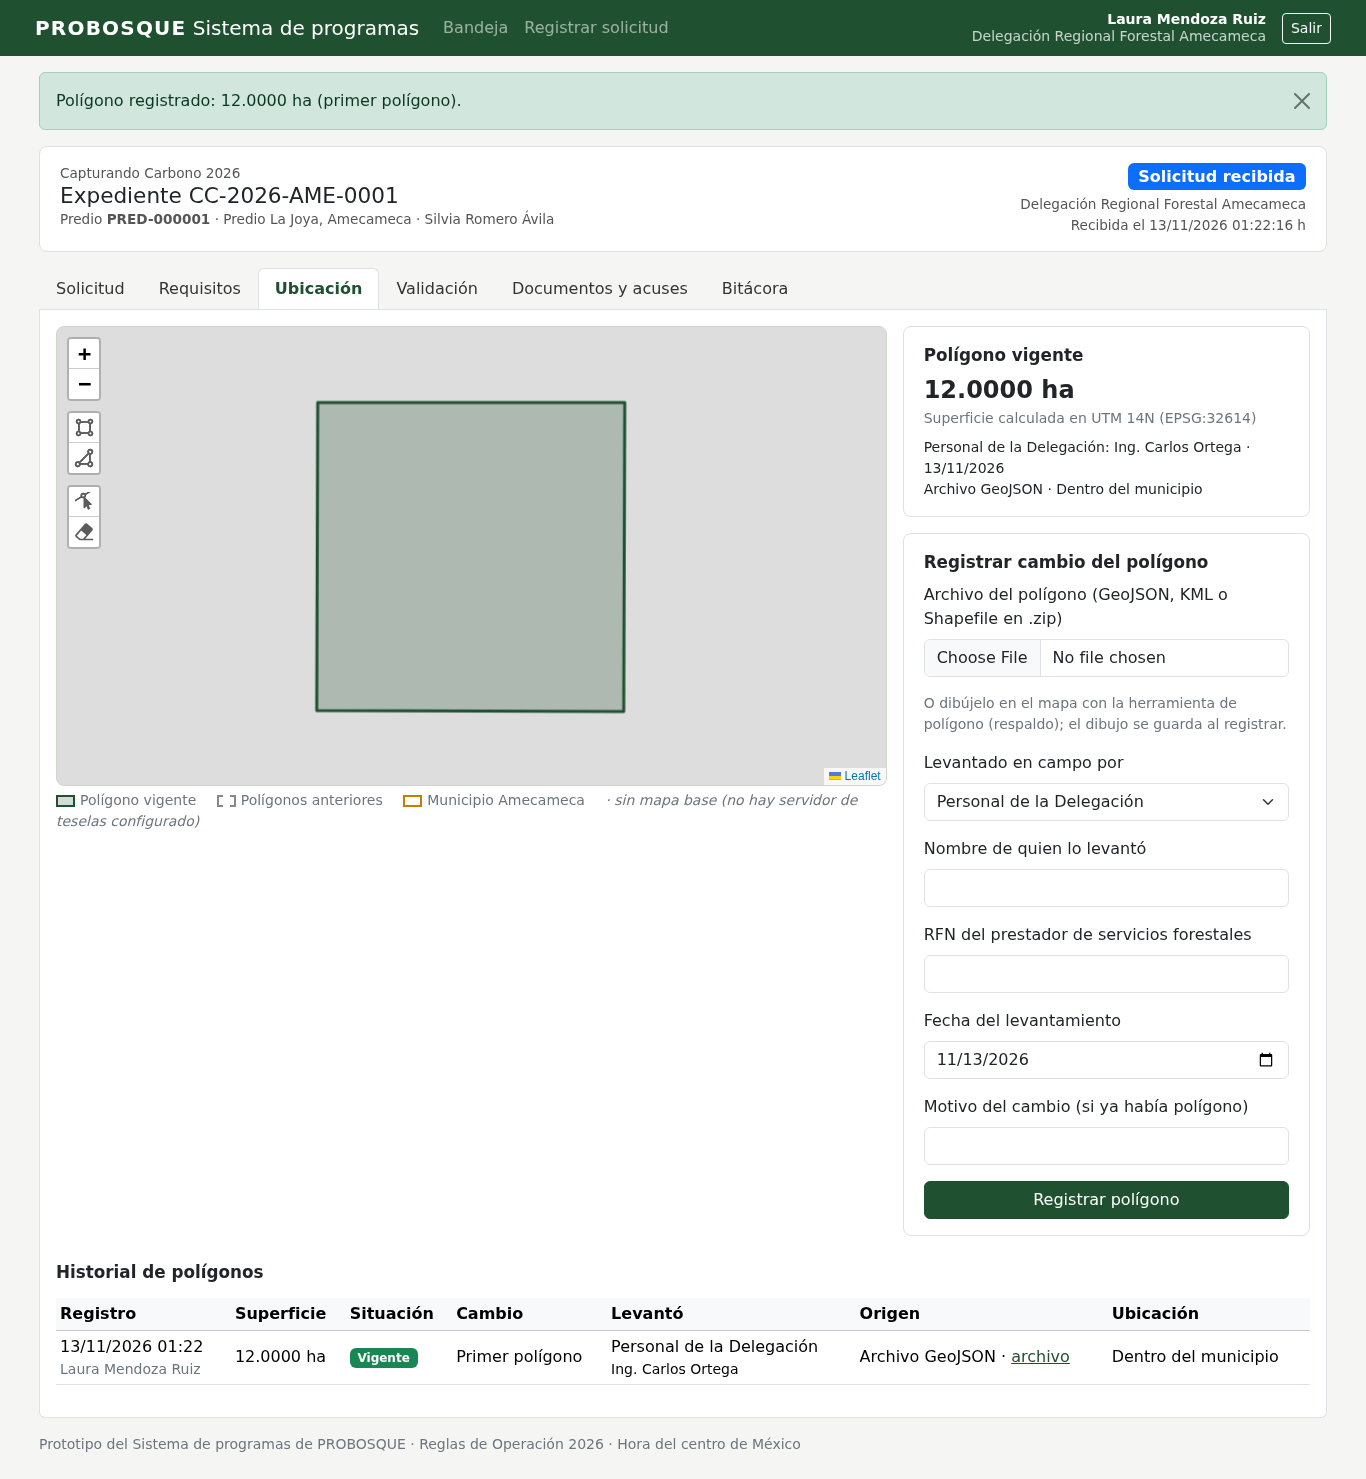 PROBOSQUE Sistema de programas
Bandeja
Registrar solicitud
Laura Mendoza Ruiz
Delegación Regional Forestal Amecameca
Salir
Polígono registrado: 12.0000 ha (primer polígono).
Capturando Carbono 2026
Expediente CC-2026-AME-0001
Predio PRED-000001 · Predio La Joya, Amecameca · Silvia Romero Ávila
Solicitud recibida
Delegación Regional Forestal Amecameca
Recibida el 13/11/2026 01:22:16 h
Solicitud
Requisitos
Ubicación
Validación
Documentos y acuses
Bitácora
+
−
Leaflet
Polígono vigente
Polígonos anteriores
Municipio Amecameca
· sin mapa base (no hay servidor de
teselas configurado)
Polígono vigente
12.0000 ha
Superficie calculada en UTM 14N (EPSG:32614)
Personal de la Delegación: Ing. Carlos Ortega ·
13/11/2026
Archivo GeoJSON · Dentro del municipio
Registrar cambio del polígono
Archivo del polígono (GeoJSON, KML o
Shapefile en .zip)
Choose File
No file chosen
O dibújelo en el mapa con la herramienta de
polígono (respaldo); el dibujo se guarda al registrar.
Levantado en campo por
Personal de la Delegación
Nombre de quien lo levantó
RFN del prestador de servicios forestales
Fecha del levantamiento
11/13/2026
Motivo del cambio (si ya había polígono)
Registrar polígono
Historial de polígonos
Registro Superficie Situación Cambio Levantó Origen Ubicación
13/11/2026 01:22 12.0000 ha Vigente Primer polígono Personal de la Delegación Archivo GeoJSON · archivo Dentro del municipio
Laura Mendoza Ruiz Ing. Carlos Ortega
Prototipo del Sistema de programas de PROBOSQUE · Reglas de Operación 2026 · Hora del centro de México